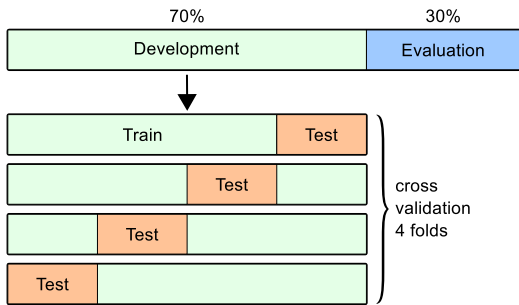 70% 30%
Development Evaluation
Train Test
Test
Test
Test
cross
validation
4 folds